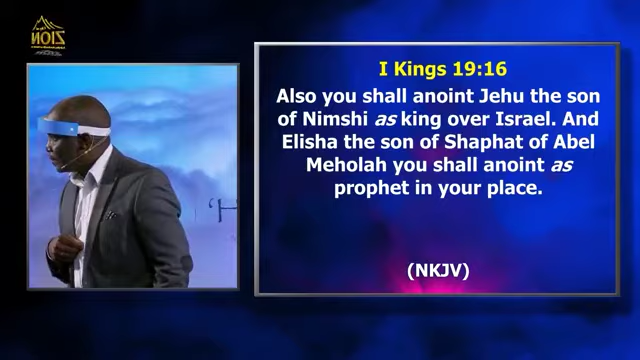 ZION
I Kings 19:16
Also you shall anoint Jehu the son
of Nimshi as king over Israel. And
Elisha the son of Shaphat of Abel
Meholah you shall anoint as
prophet in your place.
(NKJV)
'H